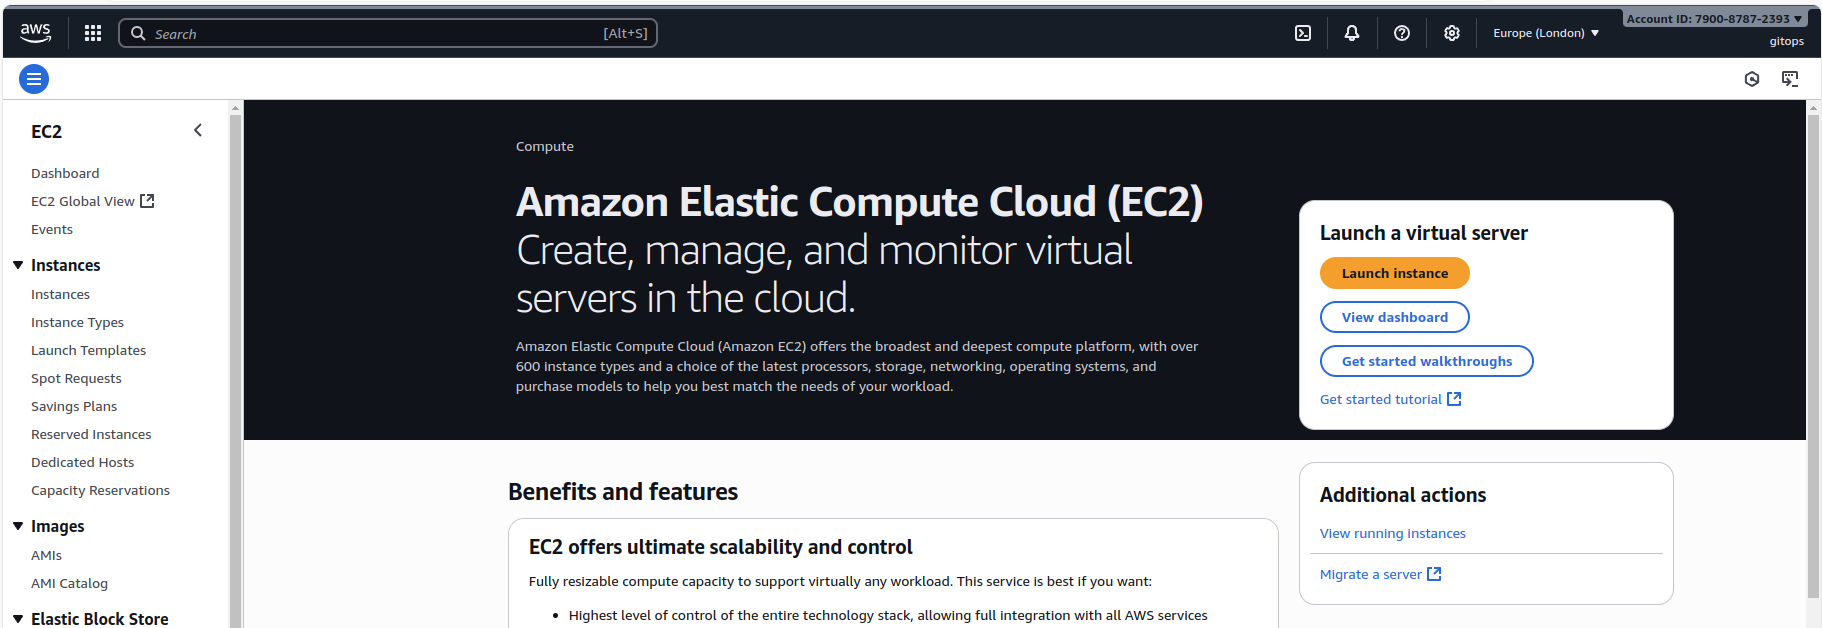 aws
Search [Alt+S]
Europe (London)
Account ID: 7900-8787-2393
gitops
EC2
Dashboard
EC2 Global View
Events
Instances
Instances
Instance Types
Launch Templates
Spot Requests
Savings Plans
Reserved Instances
Dedicated Hosts
Capacity Reservations
Images
AMIs
AMI Catalog
Elastic Block Store
Compute
Amazon Elastic Compute Cloud (EC2)
Create, manage, and monitor virtual
servers in the cloud.
Amazon Elastic Compute Cloud (Amazon EC2) offers the broadest and deepest compute platform, with over
600 instance types and a choice of the latest processors, storage, networking, operating systems, and
purchase models to help you best match the needs of your workload.
Launch a virtual server
Launch instance
View dashboard
Get started walkthroughs
Get started tutorial
Benefits and features
EC2 offers ultimate scalability and control
Fully resizable compute capacity to support virtually any workload. This service is best if you want:
• Highest level of control of the entire technology stack, allowing full integration with all AWS services
Additional actions
View running instances
Migrate a server